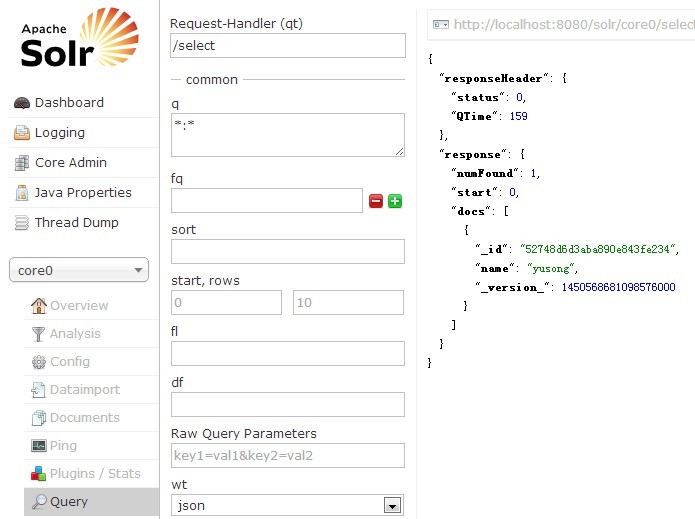 Apache
Solr
Dashboard
Logging
Core Admin
Java Properties
Thread Dump
core0
Overview
Analysis
Config
Dataimport
Documents
Ping
Plugins / Stats
Query
Request-Handler (qt)
/select
common
q
*:*
fq
sort
start, rows
0 10
fl
df
Raw Query Parameters
key1=val1&key2=val2
wt
json
http://localhost:8080/solr/core0/select
{
"responseHeader": {
"status": 0,
"QTime": 159
},
"response": {
"numFound": 1,
"start": 0,
"docs": [
{
"_id": "52748d6d3aba890e843fe234",
"name": "yusong",
"_version_": 1450568681098576000
}
]
}
}